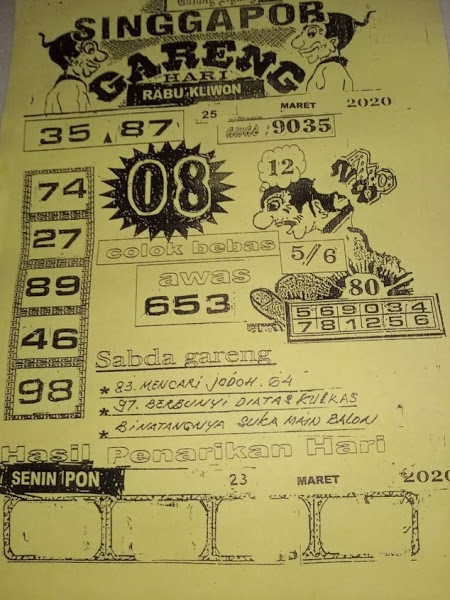 SINGGAPOR
GARENG
HARI
RABU KLIWON
25 MARET 2020
35 87
9035
74
27
89
46
98
08
12
colok bebas
5/6
awas
653
80
569034
781256
Sabda gareng
* 83. MENCARI JODOH. 64
* 97. BERBUNYI DIATAS KULKAS
* BINATANGNYA SUKA MAIN BALON
Hasil Penarikan Hari
SENIN PON 23 MARET 2020